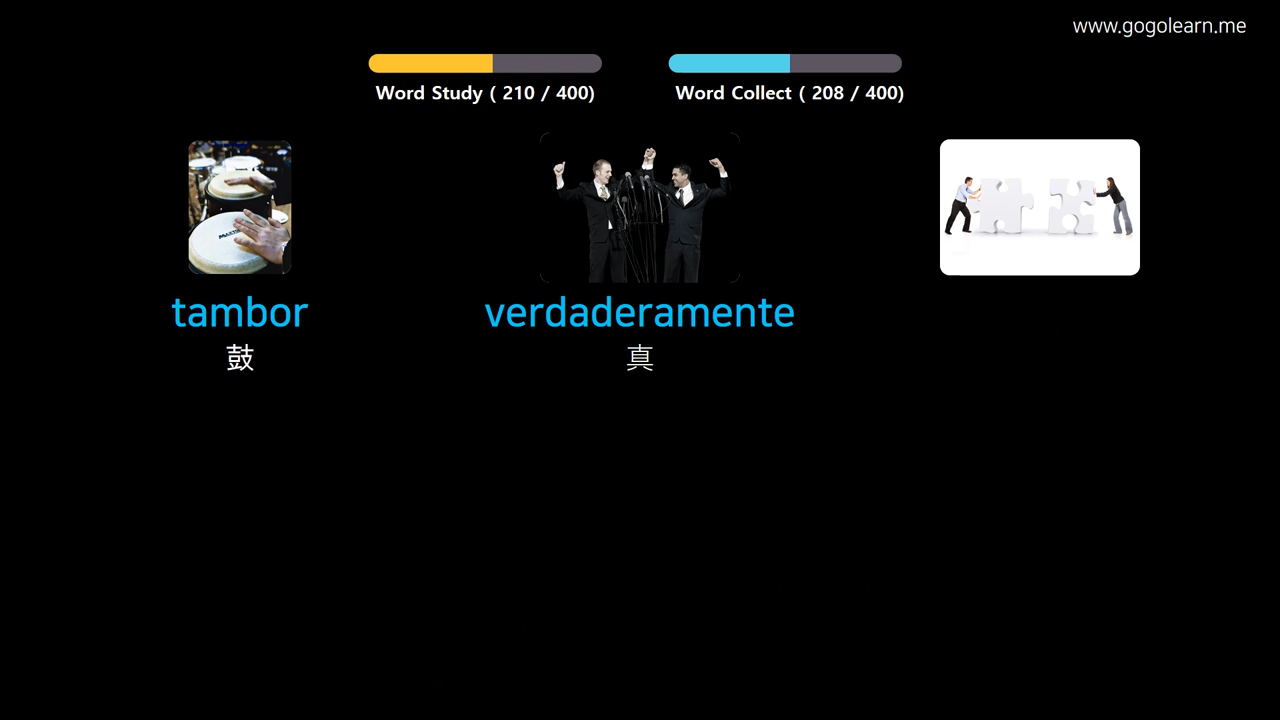 www.gogolearn.me
Word Study ( 210 / 400)
Word Collect ( 208 / 400)
tambor
verdaderamente
鼓
真